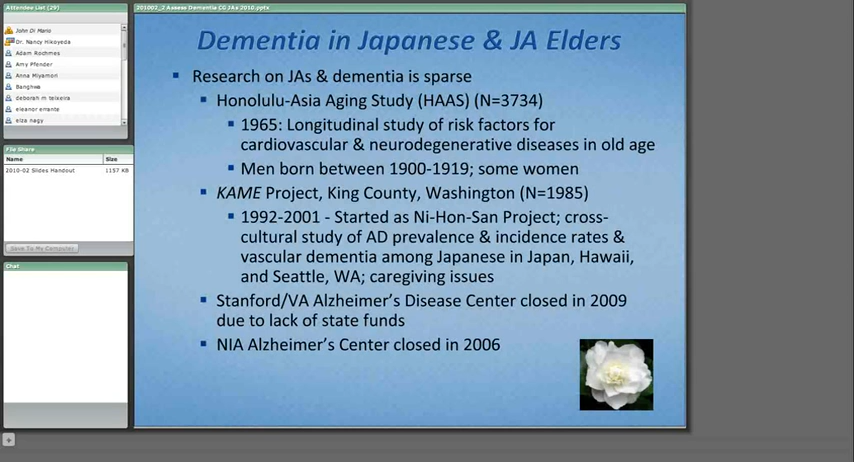 Attendee List (29)
John Di Mario
Dr. Nancy Hikoyeda
Adam Rochmes
Amy Pfender
Anna Miyamori
Banghwa
deborah m teixeira
eleanor errante
elza nagy
File Share
Name Size
2010-02 Slides Handout 1157 KB
Save To My Computer
Chat
201002_2 Assess Dementia CG JAs 2010.pptx
Dementia in Japanese & JA Elders
Research on JAs & dementia is sparse
Honolulu-Asia Aging Study (HAAS) (N=3734)
1965: Longitudinal study of risk factors for
cardiovascular & neurodegenerative diseases in old age
Men born between 1900-1919; some women
KAME Project, King County, Washington (N=1985)
1992-2001 - Started as Ni-Hon-San Project; cross-
cultural study of AD prevalence & incidence rates &
vascular dementia among Japanese in Japan, Hawaii,
and Seattle, WA; caregiving issues
Stanford/VA Alzheimer's Disease Center closed in 2009
due to lack of state funds
NIA Alzheimer's Center closed in 2006